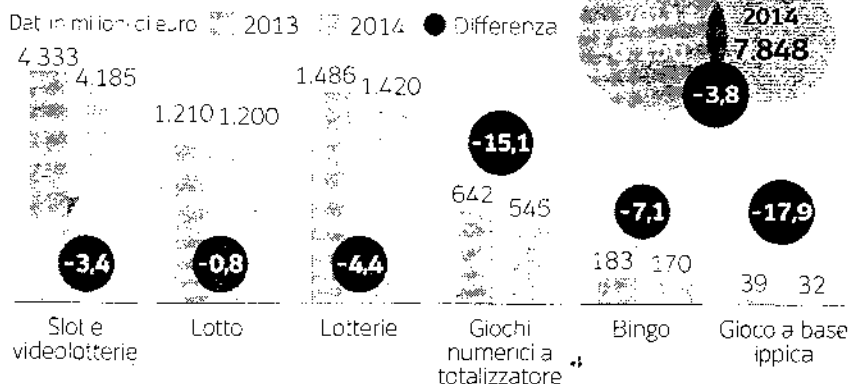 Dati in milioni di euro 2013 2014 Differenza
2014
7.848
-3,8
4.333 4.185
-3,4
Slot e
videolotterie
1.210 1.200
-0,8
Lotto
1.486 1.420
-4,4
Lotterie
-15,1
642 545
Giochi
numerici a
totalizzatore
-7,1
183 170
Bingo
-17,9
39 32
Gioco a base
ippica